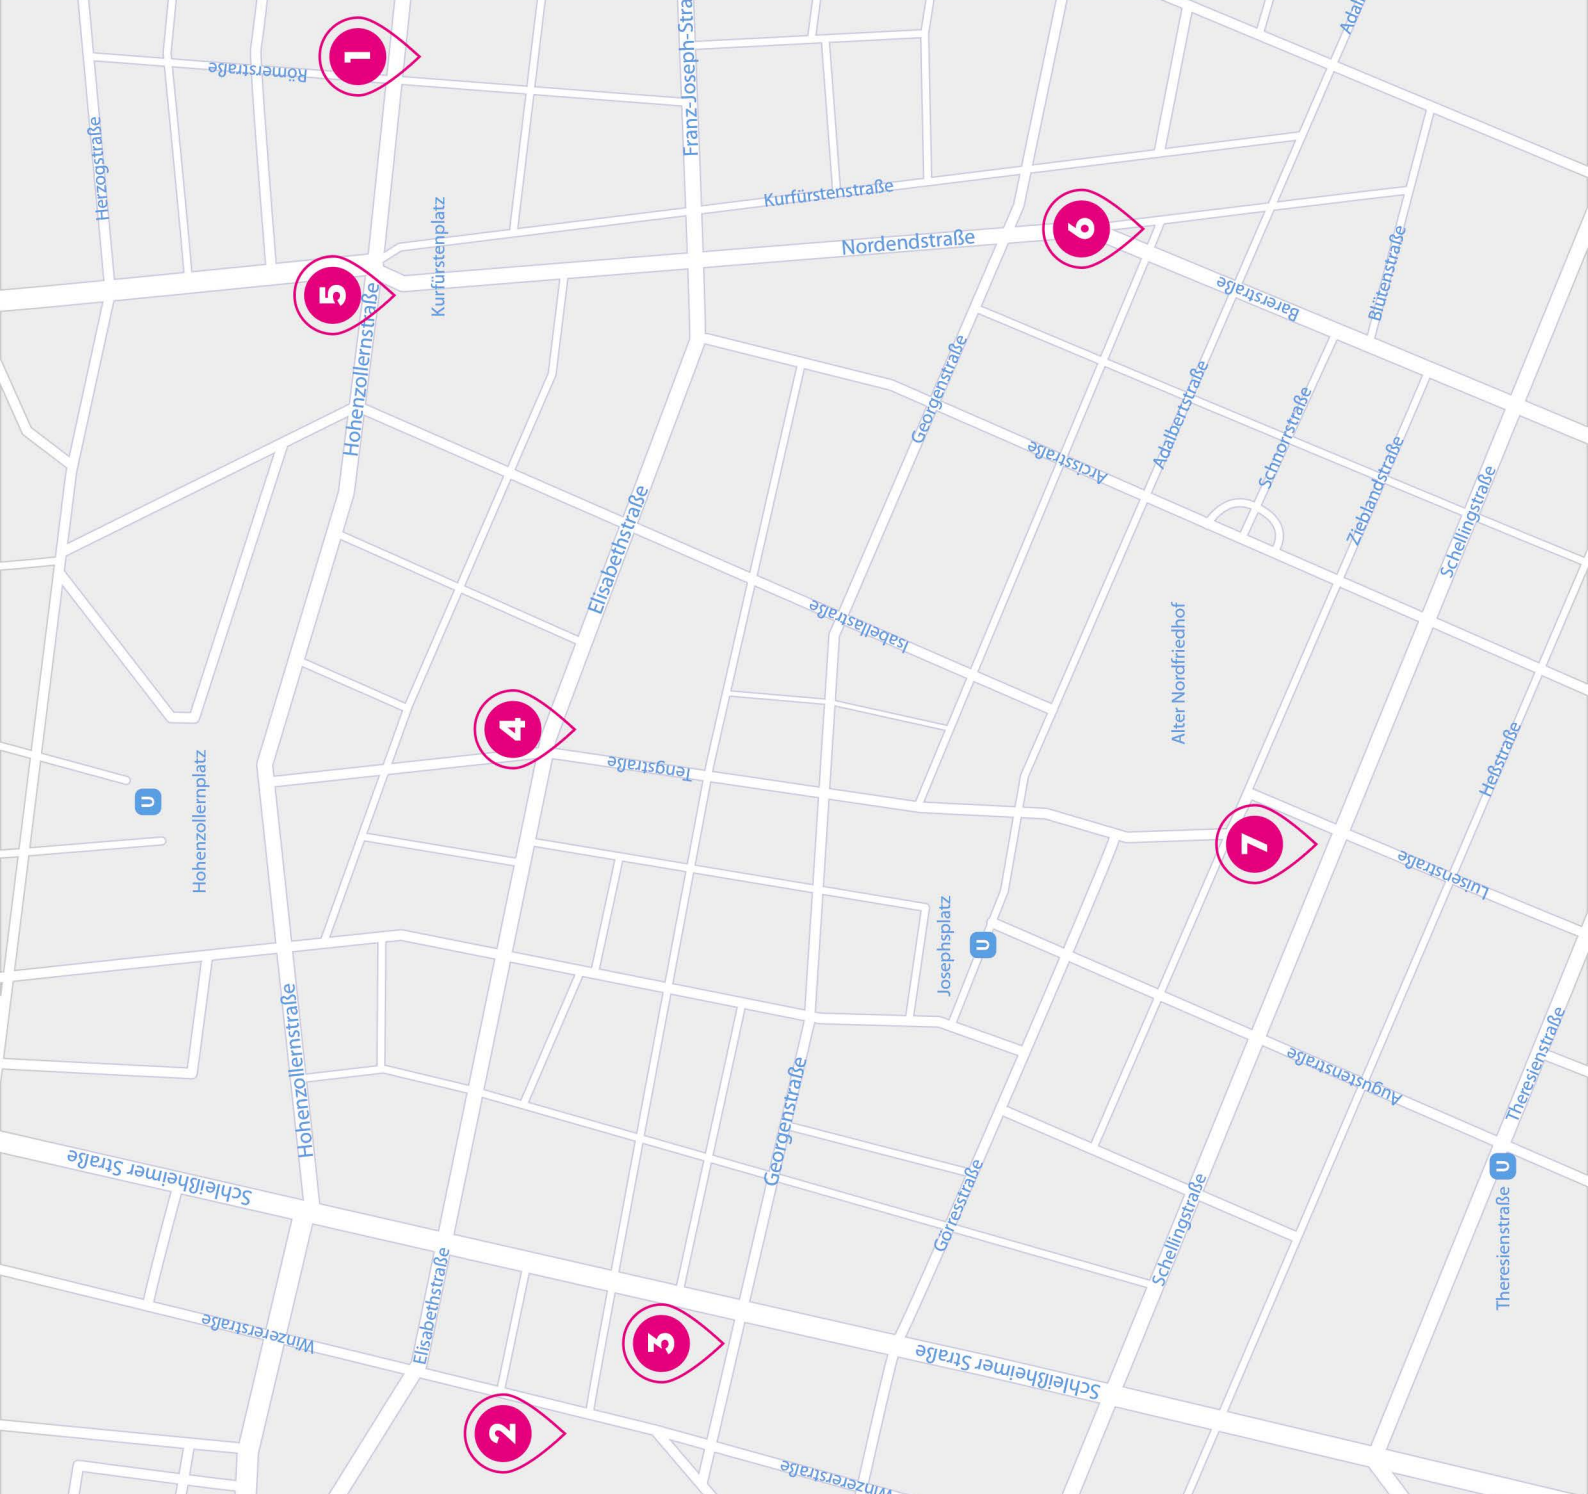 Römerstraße
1
Franz-Joseph-Stra
Adal
Herzogstraße
Kurfürstenstraße
Kurfürstenplatz
Nordendstraße
6
5
Hohenzollernstraße
Barerstraße
Blütenstraße
Georgenstraße
Adalbertstraße
Schnorrstraße
Arcisstraße
Zieblandstraße
Schellingstraße
Elisabethstraße
Isabellastraße
Alter Nordfriedhof
4
Tengstraße
Heßstraße
U
Hohenzollernplatz
7
Luisenstraße
Josephsplatz
U
Hohenzollernstraße
Augustenstraße
Theresienstraße
Georgenstraße
Schleißheimer Straße
Görresstraße
Schellingstraße
U
Theresienstraße
Elisabethstraße
Winzererstraße
3
Schleißheimer Straße
2
Winzererstraße